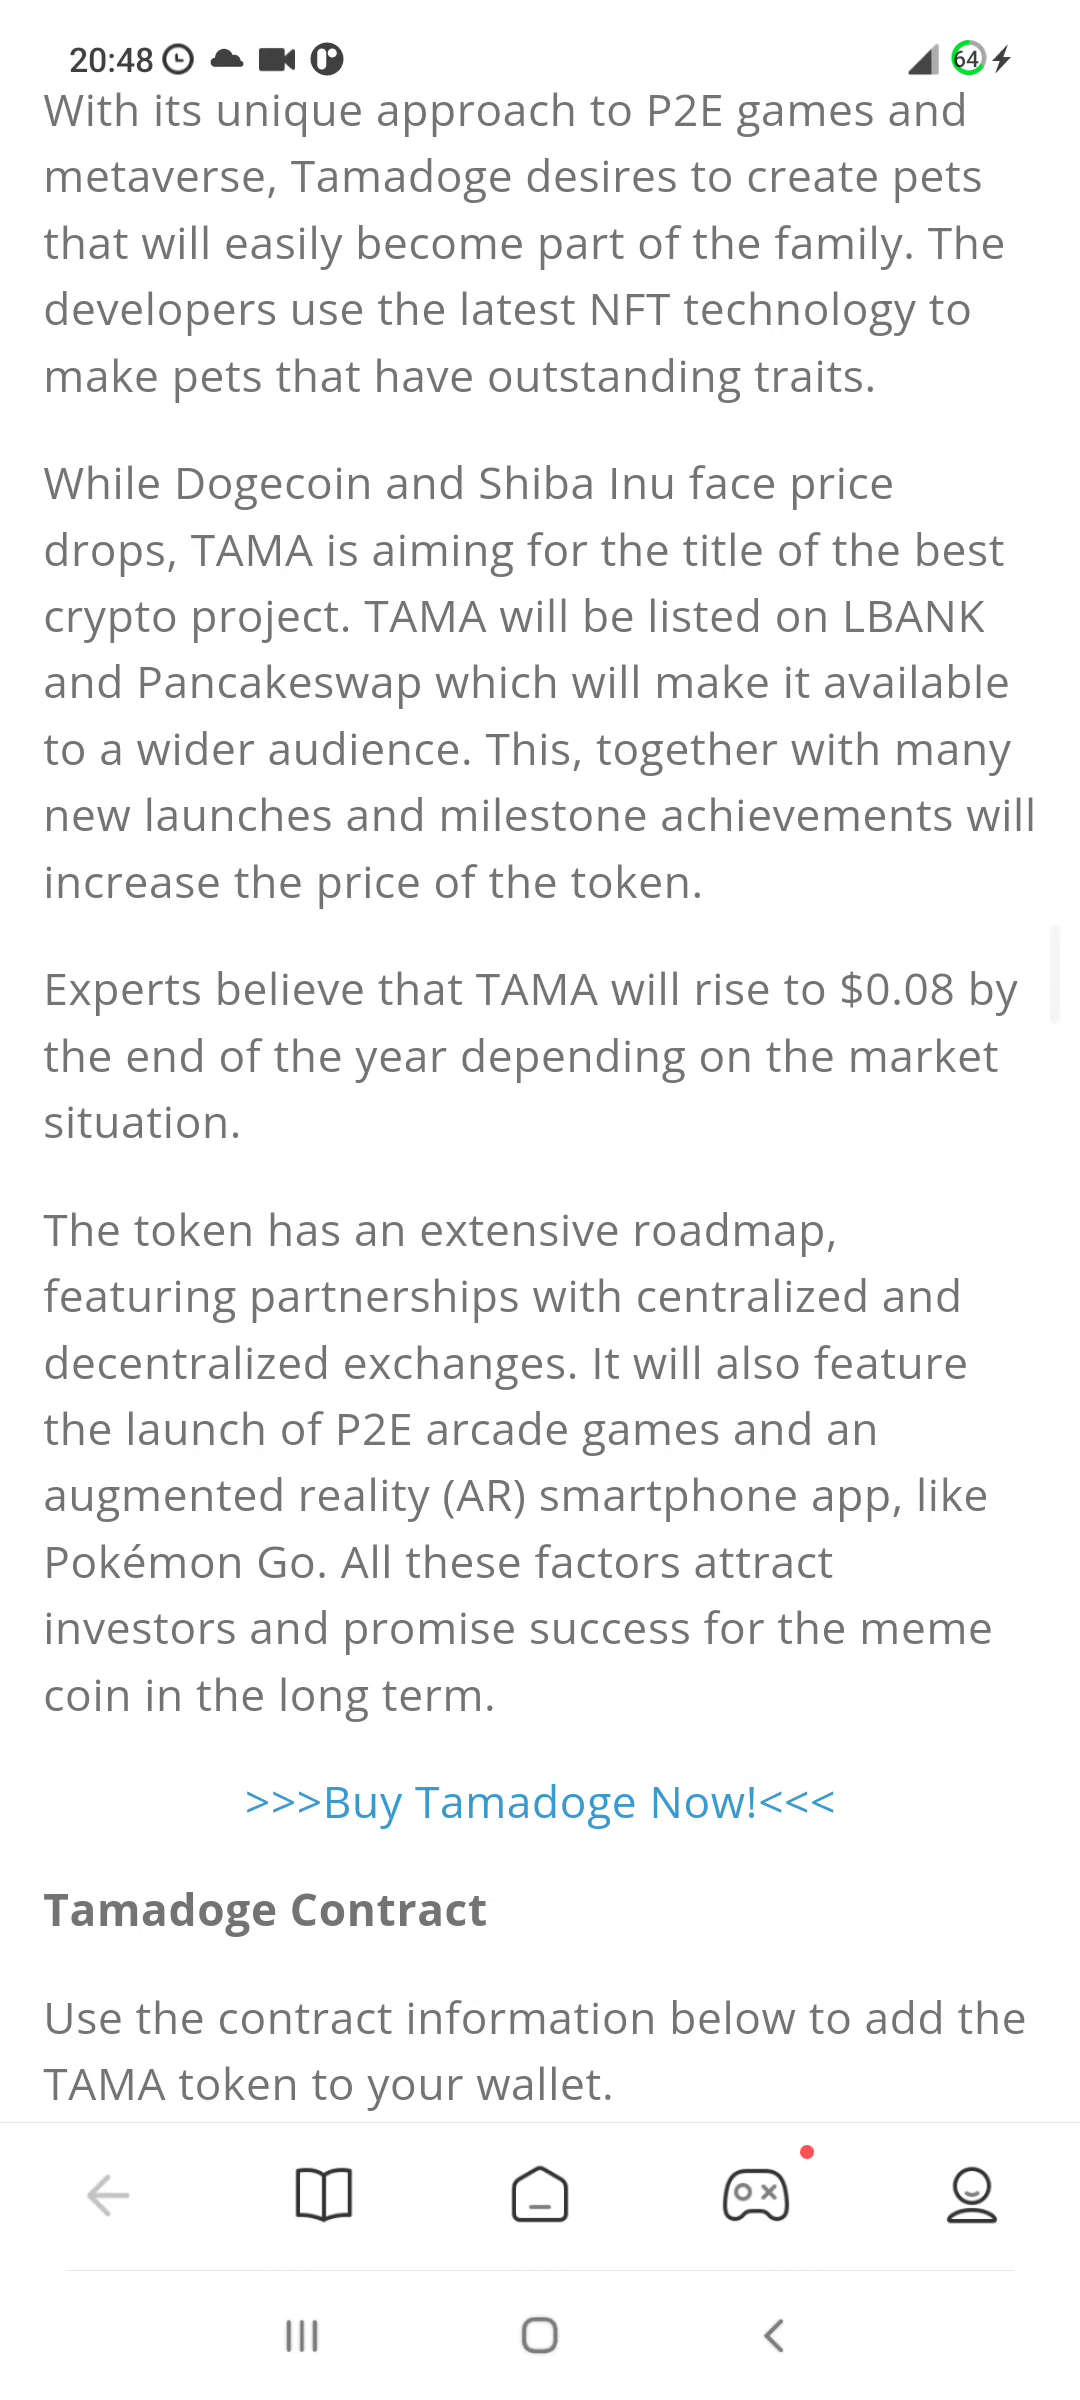 20:48
64
With its unique approach to P2E games and
metaverse, Tamadoge desires to create pets
that will easily become part of the family. The
developers use the latest NFT technology to
make pets that have outstanding traits.
While Dogecoin and Shiba Inu face price
drops, TAMA is aiming for the title of the best
crypto project. TAMA will be listed on LBANK
and Pancakeswap which will make it available
to a wider audience. This, together with many
new launches and milestone achievements will
increase the price of the token.
Experts believe that TAMA will rise to $0.08 by
the end of the year depending on the market
situation.
The token has an extensive roadmap,
featuring partnerships with centralized and
decentralized exchanges. It will also feature
the launch of P2E arcade games and an
augmented reality (AR) smartphone app, like
Pokémon Go. All these factors attract
investors and promise success for the meme
coin in the long term.
>>>Buy Tamadoge Now!<<<
Tamadoge Contract
Use the contract information below to add the
TAMA token to your wallet.